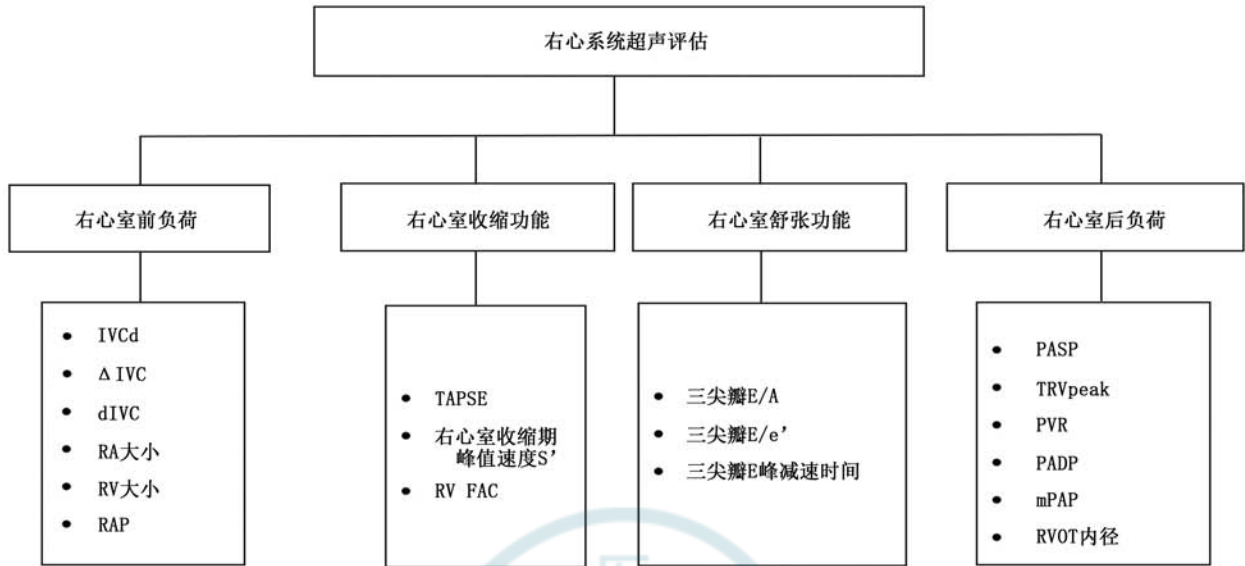 右心系统超声评估
右心室前负荷
右心室收缩功能
右心室舒张功能
右心室后负荷
• IVCd
• ΔIVC
• dIVC
• RA大小
• RV大小
• RAP
• TAPSE
• 右心室收缩期
峰值速度S’
• RV FAC
• 三尖瓣E/A
• 三尖瓣E/e’
• 三尖瓣E峰减速时间
• PASP
• TRVpeak
• PVR
• PADP
• mPAP
• RVOT内径